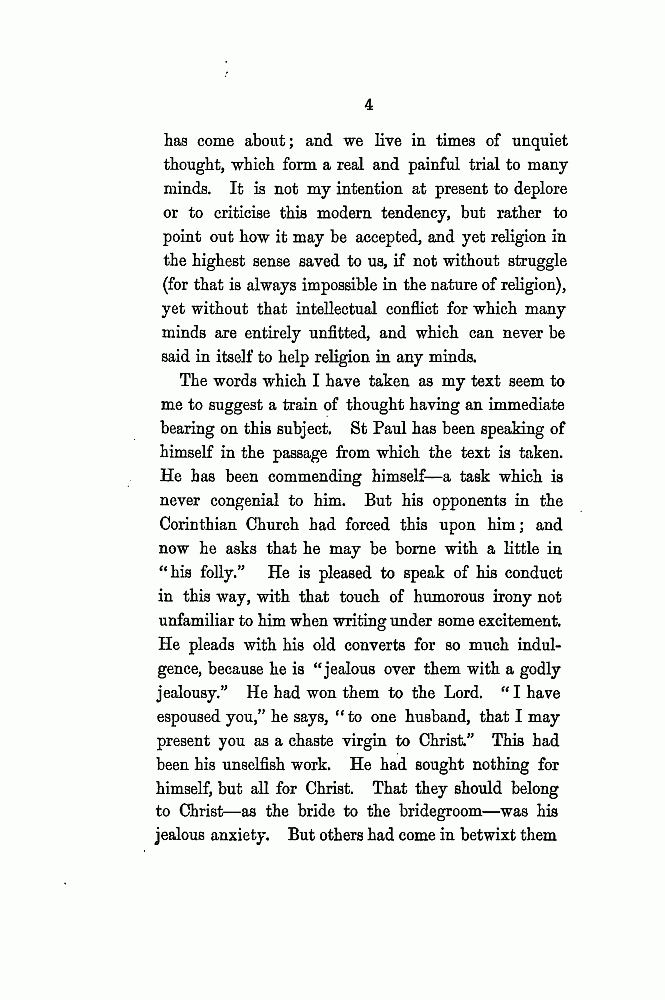 4
has come about; and we live in times of unquiet
thought, which form a real and painful trial to many
minds. It is not my intention at present to deplore
or to criticise this modern tendency, but rather to
point out how it may be accepted, and yet religion in
the highest sense saved to us, if not without struggle
(for that is always impossible in the nature of religion),
yet without that intellectual conflict for which many
minds are entirely unfitted, and which can never be
said in itself to help religion in any minds.
The words which I have taken as my text seem to
me to suggest a train of thought having an immediate
bearing on this subject. St Paul has been speaking of
himself in the passage from which the text is taken.
He has been commending himself—a task which is
never congenial to him. But his opponents in the
Corinthian Church had forced this upon him; and
now he asks that he may be borne with a little in
“his folly.” He is pleased to speak of his conduct
in this way, with that touch of humorous irony not
unfamiliar to him when writing under some excitement.
He pleads with his old converts for so much indul-
gence, because he is “jealous over them with a godly
jealousy.” He had won them to the Lord. “I have
espoused you,” he says, “to one husband, that I may
present you as a chaste virgin to Christ.” This had
been his unselfish work. He had sought nothing for
himself, but all for Christ. That they should belong
to Christ—as the bride to the bridegroom—was his
jealous anxiety. But others had come in betwixt them